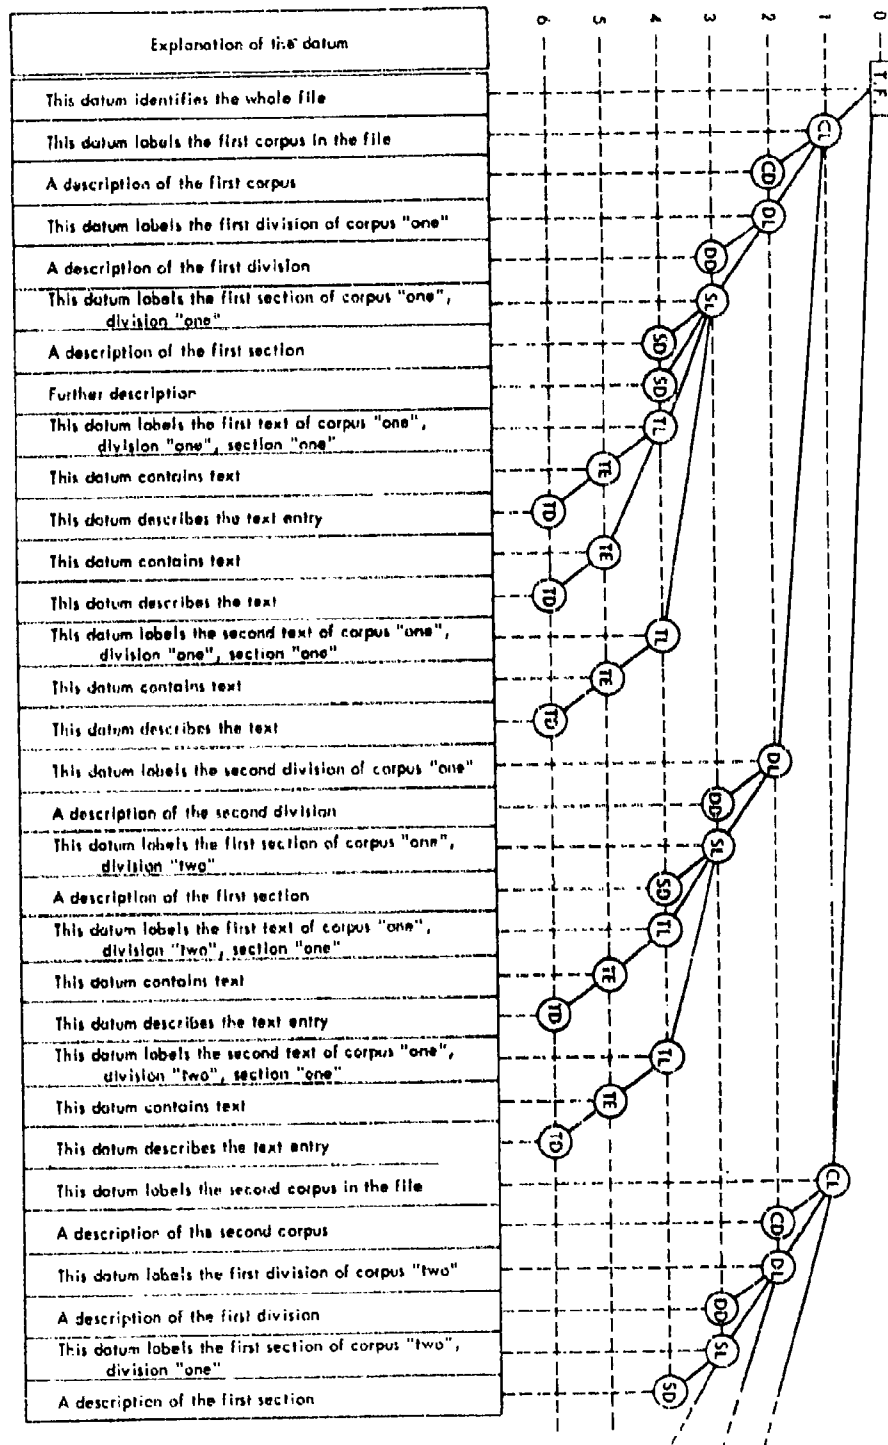 Explanation of the datum
6 5 4 3 2 1 0
T.F.
This datum identifies the whole file
This datum labels the first corpus in the file
CL
A description of the first corpus
CD
This datum labels the first division of corpus "one"
DL
A description of the first division
DD
This datum labels the first section of corpus "one",
division "one"
SL
A description of the first section
SD
Further description
SD
This datum labels the first text of corpus "one",
division "one", section "one"
TL
This datum contains text
TE
This datum describes the text entry
TD
This datum contains text
TE
This datum describes the text
TD
This datum labels the second text of corpus "one",
division "one", section "one"
TL
This datum contains text
TE
This datum describes the text
TD
This datum labels the second division of corpus "one"
DL
A description of the second division
DD
This datum labels the first section of corpus "one",
division "two"
SL
A description of the first section
SD
This datum labels the first text of corpus "one",
division "two", section "one"
TL
This datum contains text
TE
This datum describes the text entry
TD
This datum labels the second text of corpus "one",
division "two", section "one"
TL
This datum contains text
TE
This datum describes the text entry
TD
This datum labels the second corpus in the file
CL
A description of the second corpus
CD
This datum labels the first division of corpus "two"
DL
A description of the first division
DD
This datum labels the first section of corpus "two",
division "one"
SL
A description of the first section
SD